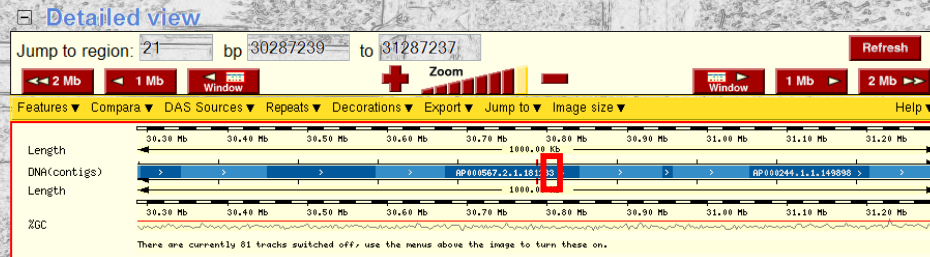 Detailed view
Jump to region: 21 bp 30287239 to 31287237 Refresh
◄◄ 2 Mb ◄ 1 Mb ◄ Window Zoom Window ► 1 Mb ► 2 Mb ►►
Features ▼ Compara ▼ DAS Sources ▼ Repeats ▼ Decorations ▼ Export ▼ Jump to ▼ Image size ▼ Help ▼
30.30 Mb 30.40 Mb 30.50 Mb 30.60 Mb 30.70 Mb 30.80 Mb 30.90 Mb 31.00 Mb 31.10 Mb 31.20 Mb
Length 1000.00 Kb
DNA(contigs) > > > > AP000567.2.1.181 > > > AP000244.1.1.149898 >
Length 1000.
30.30 Mb 30.40 Mb 30.50 Mb 30.60 Mb 30.70 Mb 30.80 Mb 30.90 Mb 31.00 Mb 31.10 Mb 31.20 Mb
%GC
There are currently 81 tracks switched off, use the menus above the image to turn these on.